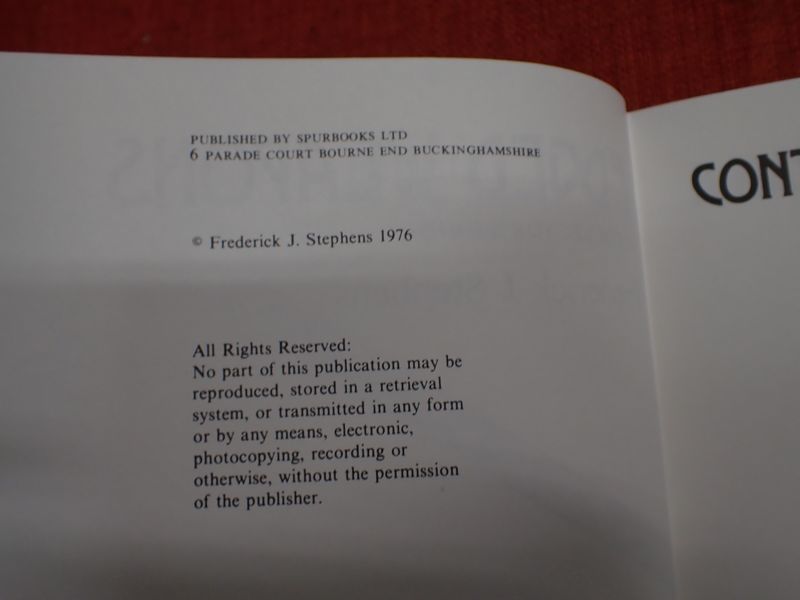 PUBLISHED BY SPURBOOKS LTD
6 PARADE COURT BOURNE END BUCKINGHAMSHIRE
© Frederick J. Stephens 1976
All Rights Reserved:
No part of this publication may be
reproduced, stored in a retrieval
system, or transmitted in any form
or by any means, electronic,
photocopying, recording or
otherwise, without the permission
of the publisher.
CONT